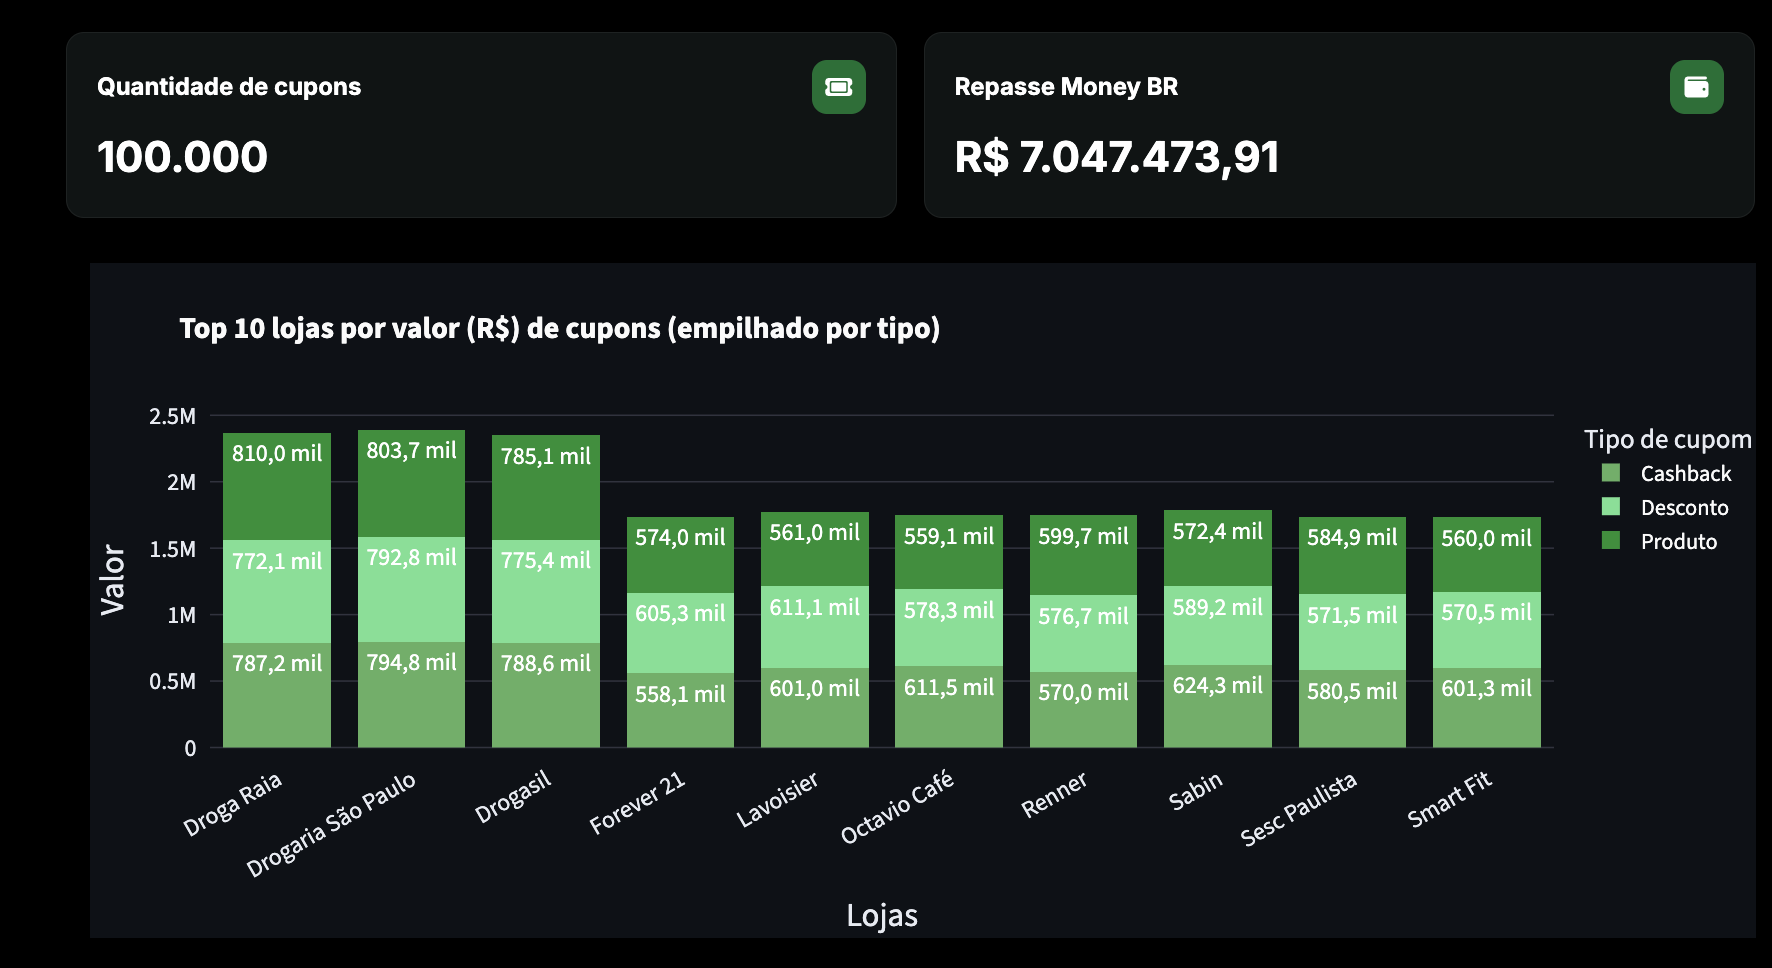 Quantidade de cupons
100.000
Repasse Money BR
R$ 7.047.473,91
Top 10 lojas por valor (R$) de cupons (empilhado por tipo)
Valor
2.5M
2M
1.5M
1M
0.5M
0
810,0 mil
772,1 mil
787,2 mil
803,7 mil
792,8 mil
794,8 mil
785,1 mil
775,4 mil
788,6 mil
574,0 mil
605,3 mil
558,1 mil
561,0 mil
611,1 mil
601,0 mil
559,1 mil
578,3 mil
611,5 mil
599,7 mil
576,7 mil
570,0 mil
572,4 mil
589,2 mil
624,3 mil
584,9 mil
571,5 mil
580,5 mil
560,0 mil
570,5 mil
601,3 mil
Droga Raia
Drogaria São Paulo
Drogasil
Forever 21
Lavoisier
Octavio Café
Renner
Sabin
Sesc Paulista
Smart Fit
Lojas
Tipo de cupom
Cashback
Desconto
Produto